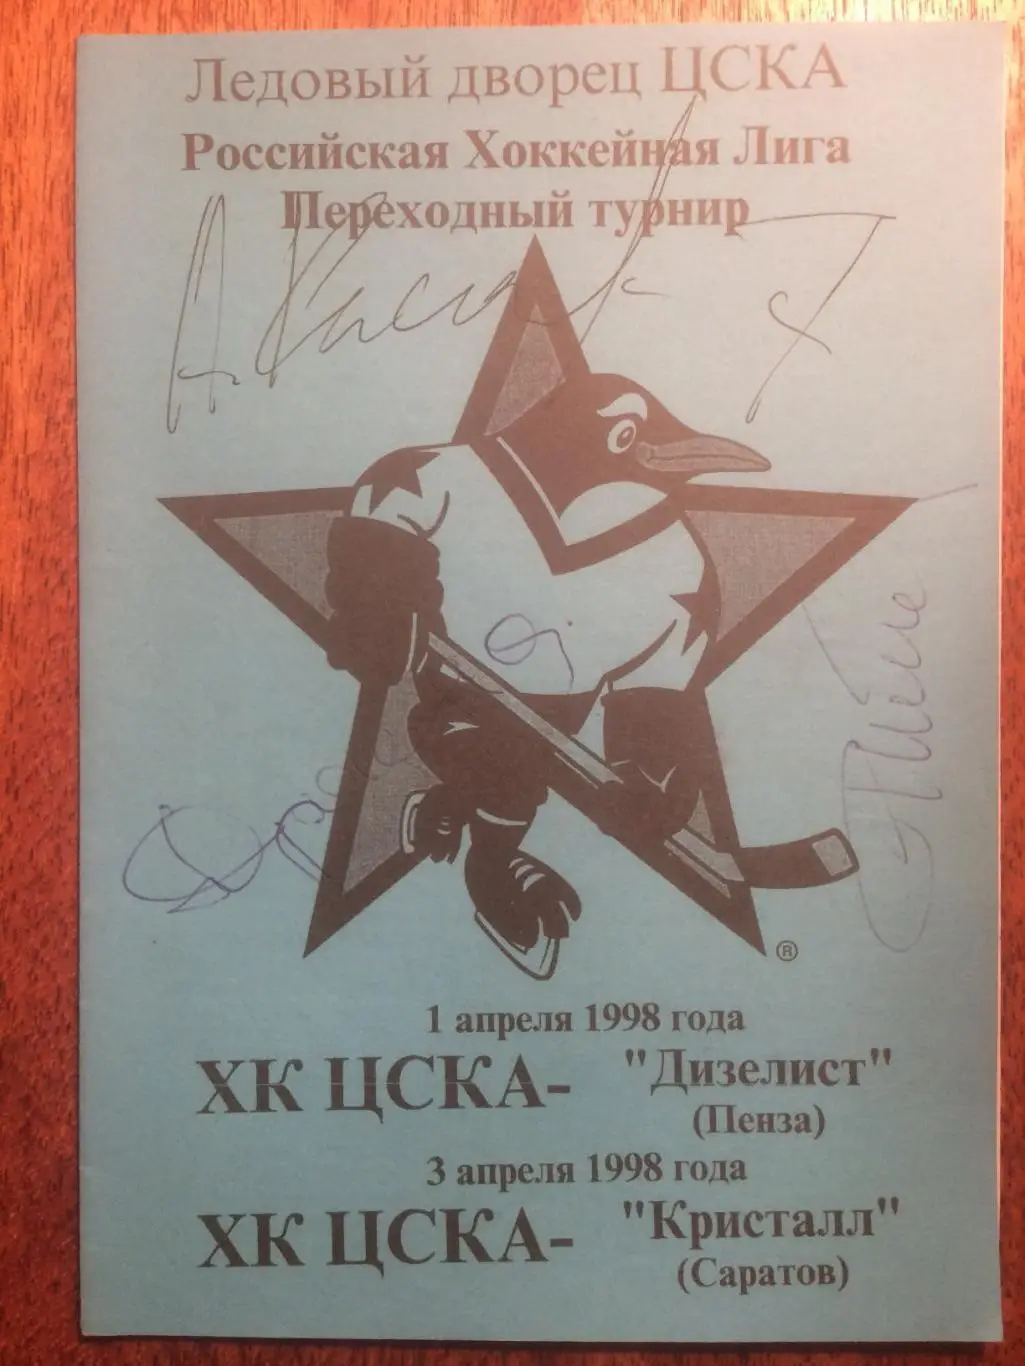 Ледовый дворец ЦСКА
Российская Хоккейная Лига
Переходный турнир
®
1 апреля 1998 года
ХК ЦСКА- "Дизелист"
(Пенза)
3 апреля 1998 года
ХК ЦСКА- "Кристалл"
(Саратов)